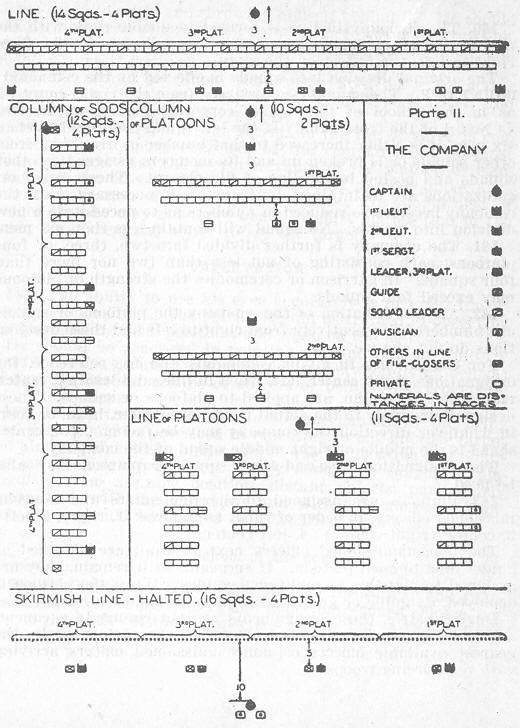 LINE. (14 Sqds.-4 Plats.)
4TH PLAT. 3RD PLAT. 3 2ND PLAT. 1ST PLAT.
2
COLUMN OF SQDS
(12 Sqds.-
4 Plats)
1ST PLAT
2ND PLAT.
3RD PLAT
4TH PLAT.
COLUMN
OF PLATOONS
(10 Sqds.-
2 Plats)
3
1ST PLAT.
2
3
2ND PLAT.
2
Plate II.
THE COMPANY
CAPTAIN
1ST LIEUT.
2ND LIEUT.
1ST SERGT.
LEADER, 3RD PLAT.
GUIDE
SQUAD LEADER
MUSICIAN
OTHERS IN LINE
OF FILE-CLOSERS
PRIVATE
NUMERALS ARE DIS-
TANCES IN PACES
LINE OF PLATOONS
(11 Sqds.-4 Plats)
3
4TH PLAT 3RD PLAT. 2ND PLAT. 1ST PLAT.
SKIRMISH LINE - HALTED. (16 Sqds. - 4 Plats.)
4TH PLAT. 3RD PLAT. 2ND PLAT. 1ST PLAT.
5
10